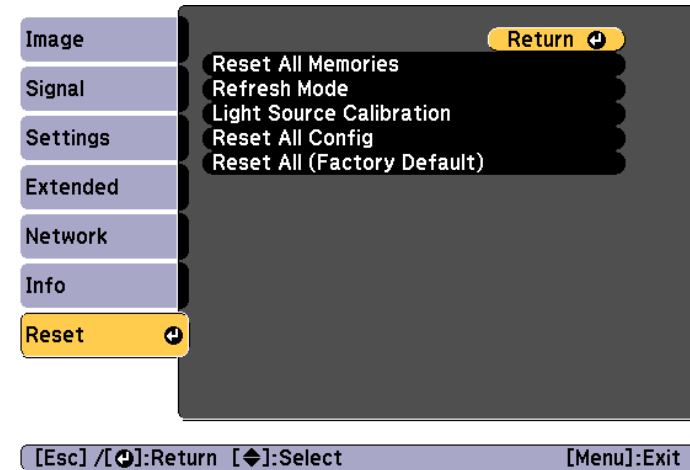 Image
Signal
Settings
Extended
Network
Info
Reset
Return
Reset All Memories
Refresh Mode
Light Source Calibration
Reset All Config
Reset All (Factory Default)
[Esc] /[⏎]:Return [◆]:Select [Menu]:Exit